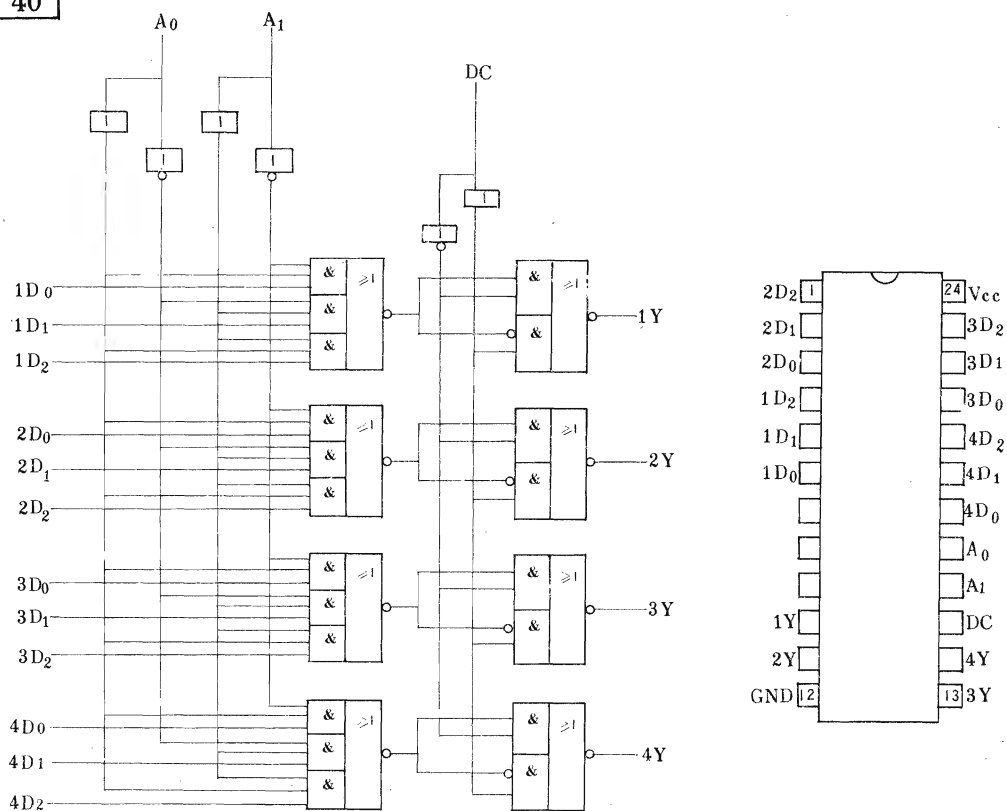 40
A0 A1
DC
1 1
1 1
1
1
& ≥1 & ≥1
1D0
&
1D1
& &
1D2
1Y
& ≥1 & ≥1
2D0
&
2D1
& &
2D2
2Y
& ≥1 & ≥1
3D0
&
3D1
& &
3D2
3Y
& ≥1 & ≥1
4D0
&
4D1
& &
4D2
4Y
2D2 1 24 Vcc
2D1 3D2
2D0 3D1
1D2 3D0
1D1 4D2
1D0 4D1
4D0
A0
A1
1Y DC
2Y 4Y
GND 12 13 3Y